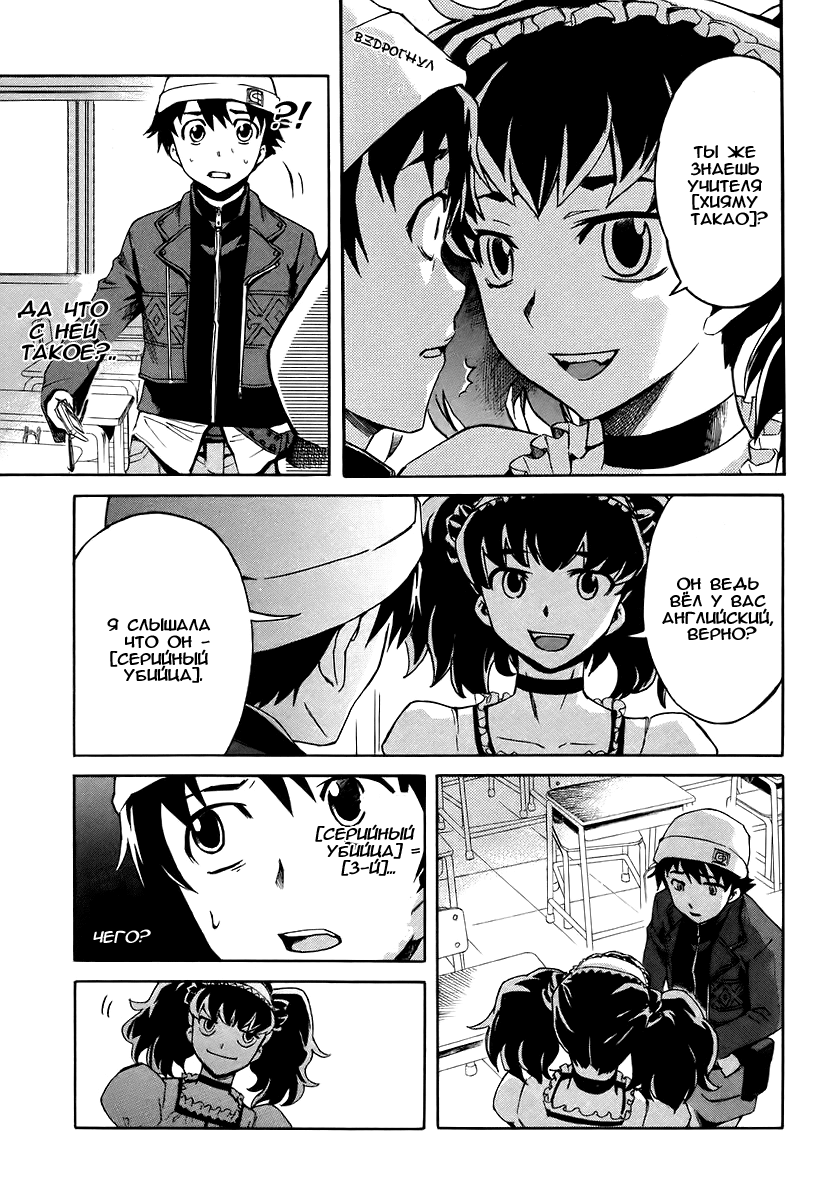 ВЗДРОГНУЛ
ТЫ ЖЕ
ЗНАЕШЬ
УЧИТЕЛЯ
[ХИЯМУ
ТАКАО]?
?!
ДА ЧТО
С НЕЙ
ТАКОЕ?..
ОН ВЕДЬ
ВЁЛ У ВАС
АНГЛИЙСКИЙ,
ВЕРНО?
Я СЛЫШАЛА
ЧТО ОН -
[СЕРИЙНЫЙ
УБИЙЦА].
[СЕРИЙНЫЙ
УБИЙЦА] =
[3-Й]...
ЧЕГО?